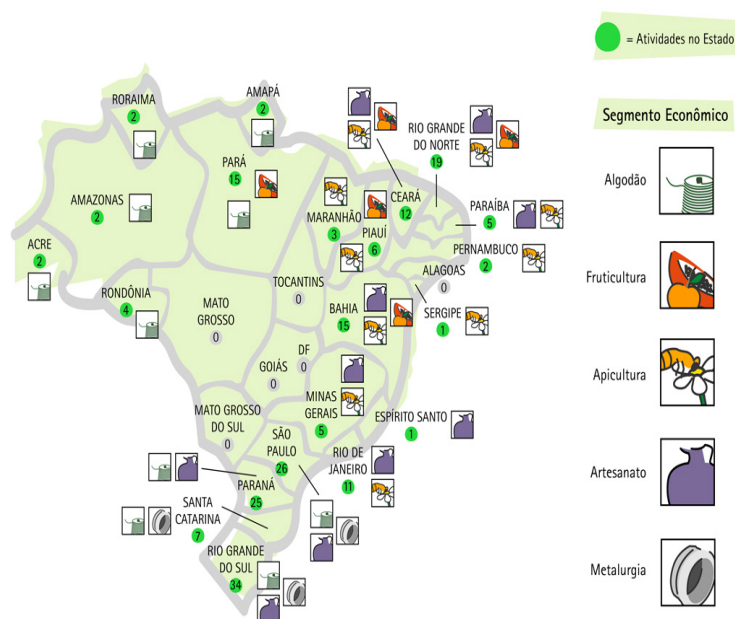 = Atividades no Estado
Segmento Econômico
Algodão
Fruticultura
Apicultura
Artesanato
Metalurgia
RORAIMA
2
AMAPÁ
2
PARÁ
15
AMAZONAS
2
ACRE
2
RONDÔNIA
4
MATO
GROSSO
0
TOCANTINS
0
MARANHÃO
3
PIAUÍ
6
CEARÁ
12
RIO GRANDE
DO NORTE
19
PARAÍBA
5
PERNAMBUCO
2
ALAGOAS
0
SERGIPE
1
BAHIA
15
DF
0
GOIÁS
0
MINAS
GERAIS
5
ESPÍRITO SANTO
1
MATO GROSSO
DO SUL
0
SÃO
PAULO
26
RIO DE
JANEIRO
11
PARANÁ
25
SANTA
CATARINA
7
RIO GRANDE
DO SUL
34